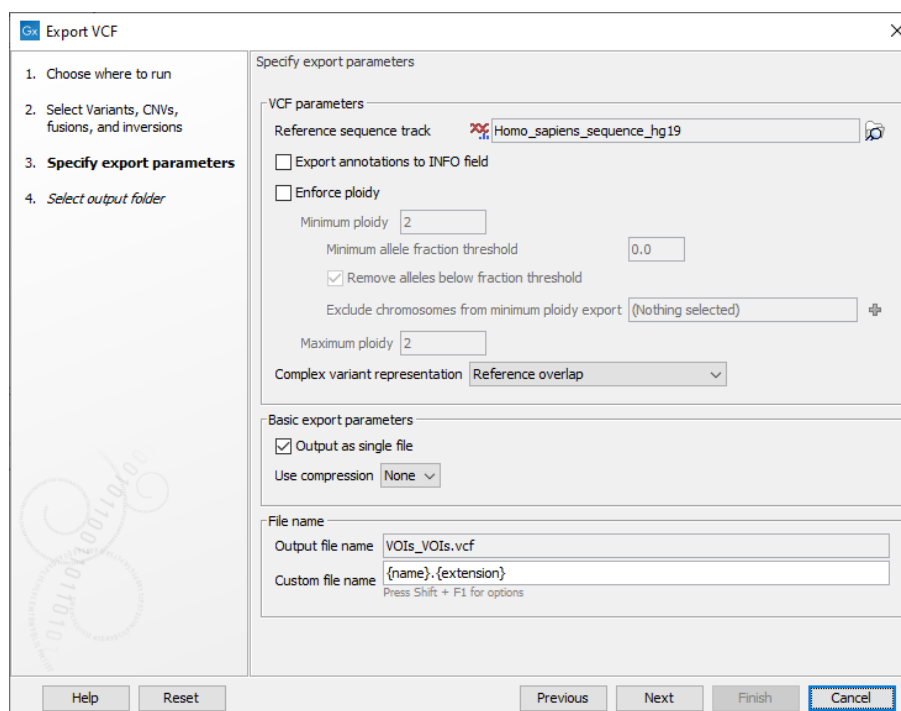 Gx Export VCF
1. Choose where to run
2. Select Variants, CNVs,
fusions, and inversions
3. Specify export parameters
4. Select output folder
Specify export parameters
VCF parameters
Reference sequence track Homo_sapiens_sequence_hg19
Export annotations to INFO field
Enforce ploidy
Minimum ploidy 2
Minimum allele fraction threshold 0.0
Remove alleles below fraction threshold
Exclude chromosomes from minimum ploidy export (Nothing selected)
Maximum ploidy 2
Complex variant representation Reference overlap
Basic export parameters
Output as single file
Use compression None
File name
Output file name VOIs_VOIs.vcf
Custom file name {name}.{extension}
Press Shift + F1 for options
Help Reset Previous Next Finish Cancel